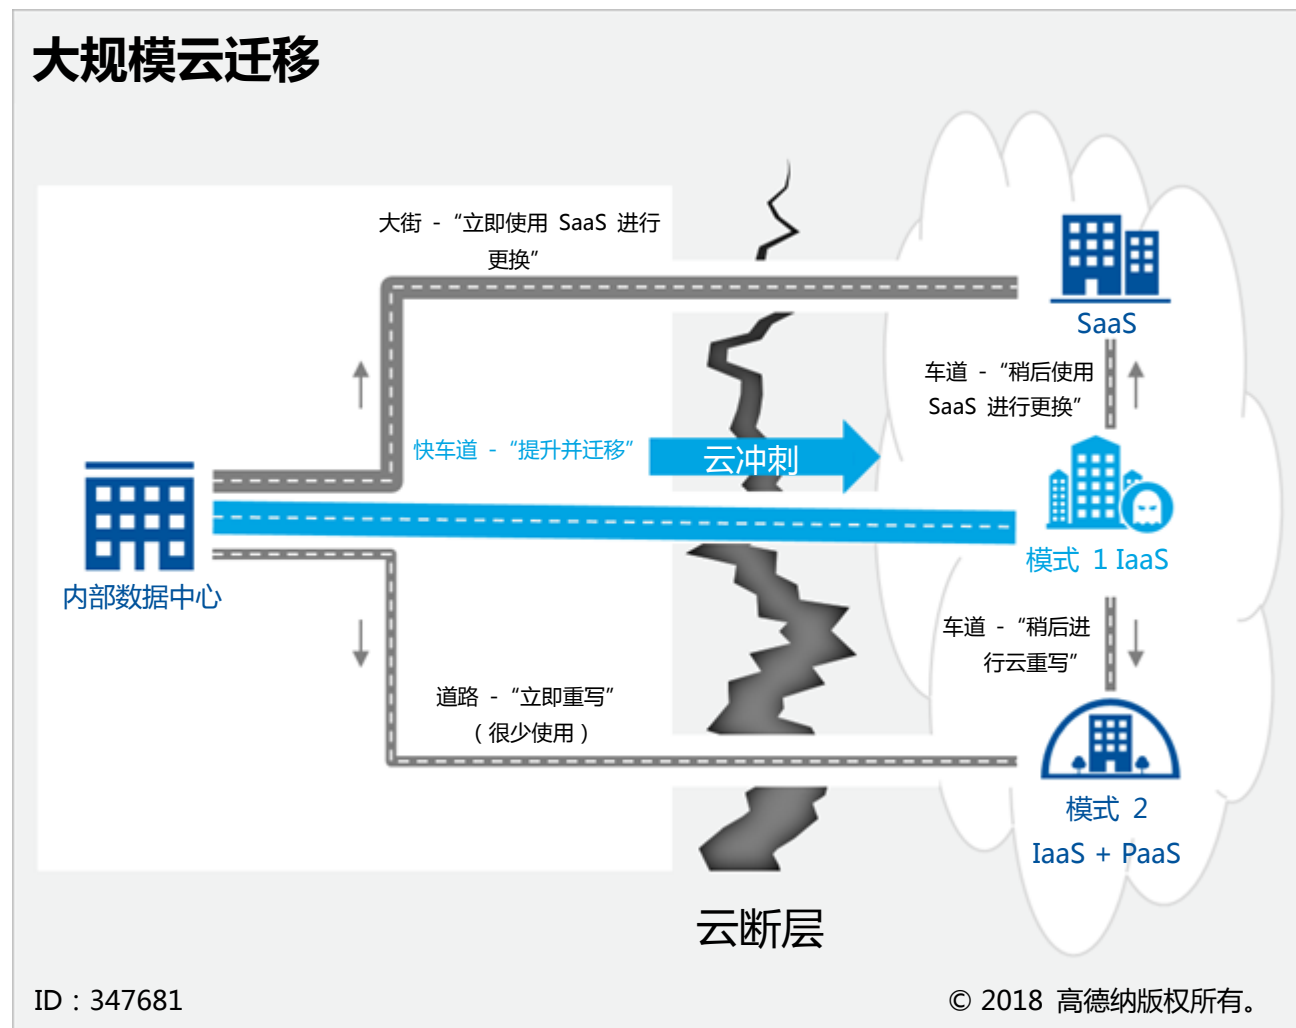 大规模云迁移
大街 -“立即使用 SaaS 进行
更换”
SaaS
车道 -“稍后使用
SaaS 进行更换”
快车道 -“提升并迁移”
云冲刺
内部数据中心
模式 1 IaaS
车道 -“稍后进
行云重写”
道路 -“立即重写”
（很少使用）
模式 2
IaaS + PaaS
云断层
ID：347681
© 2018 高德纳版权所有。